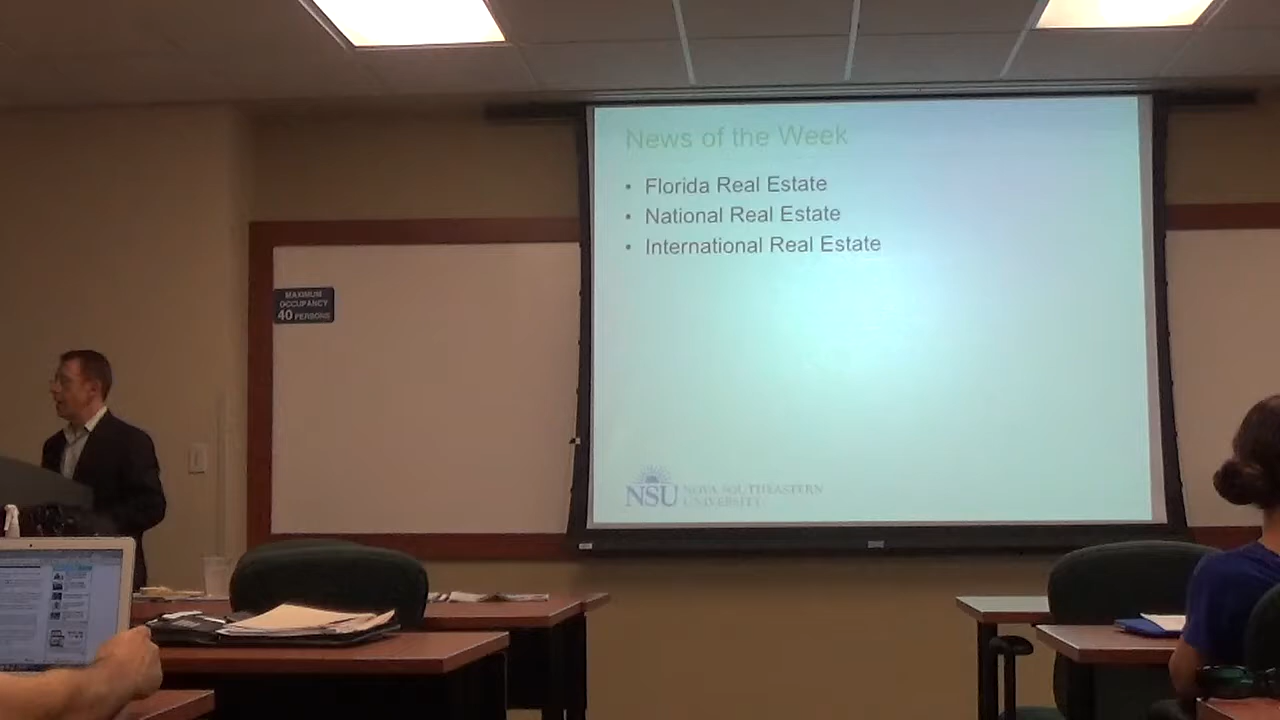 News of the Week
• Florida Real Estate
• National Real Estate
• International Real Estate
MAXIMUM
OCCUPANCY
40 PERSONS
NSU NOVA SOUTHEASTERN
UNIVERSITY